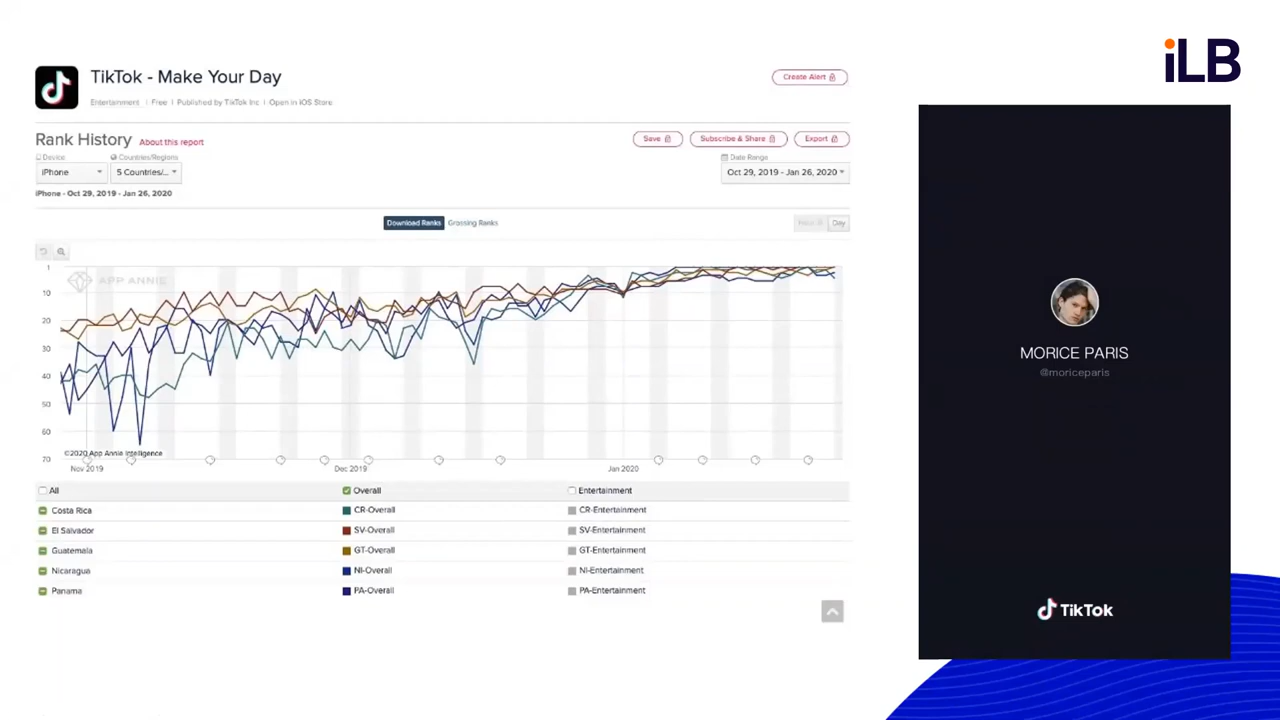 iLB
TikTok - Make Your Day
Create Alert
Entertainment | Free | Published by TikTok Inc | Open in iOS Store
Rank History About this report
Save
Subscribe & Share
Export
Device
Countries/Regions
Date Range
iPhone
5 Countries/...
Oct 29, 2019 - Jan 26, 2020
iPhone - Oct 29, 2019 - Jan 26, 2020
Download Ranks Grossing Ranks
Day
APP ANNIE
1
10
20
30
40
50
60
70
©2020 App Annie Intelligence
Nov 2019 Dec 2019 Jan 2020
All Overall Entertainment
Costa Rica CR-Overall CR-Entertainment
El Salvador SV-Overall SV-Entertainment
Guatemala GT-Overall GT-Entertainment
Nicaragua NI-Overall NI-Entertainment
Panama PA-Overall PA-Entertainment
MORICE PARIS
@moriceparis
TikTok